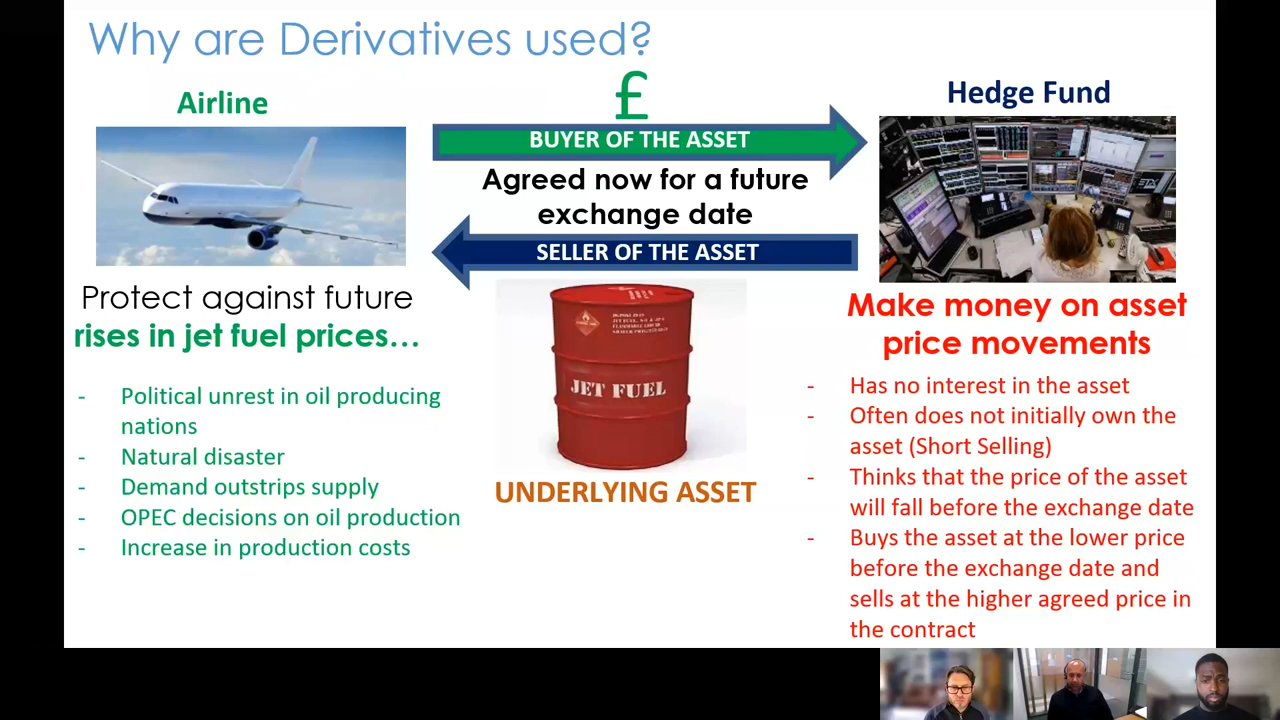 Why are Derivatives used?
Airline
£
Hedge Fund
BUYER OF THE ASSET
Agreed now for a future
exchange date
SELLER OF THE ASSET
Protect against future
rises in jet fuel prices…
- Political unrest in oil producing
nations
- Natural disaster
- Demand outstrips supply
- OPEC decisions on oil production
- Increase in production costs
JET FUEL
UNDERLYING ASSET
Make money on asset
price movements
- Has no interest in the asset
- Often does not initially own the
asset (Short Selling)
- Thinks that the price of the asset
will fall before the exchange date
- Buys the asset at the lower price
before the exchange date and
sells at the higher agreed price in
the contract